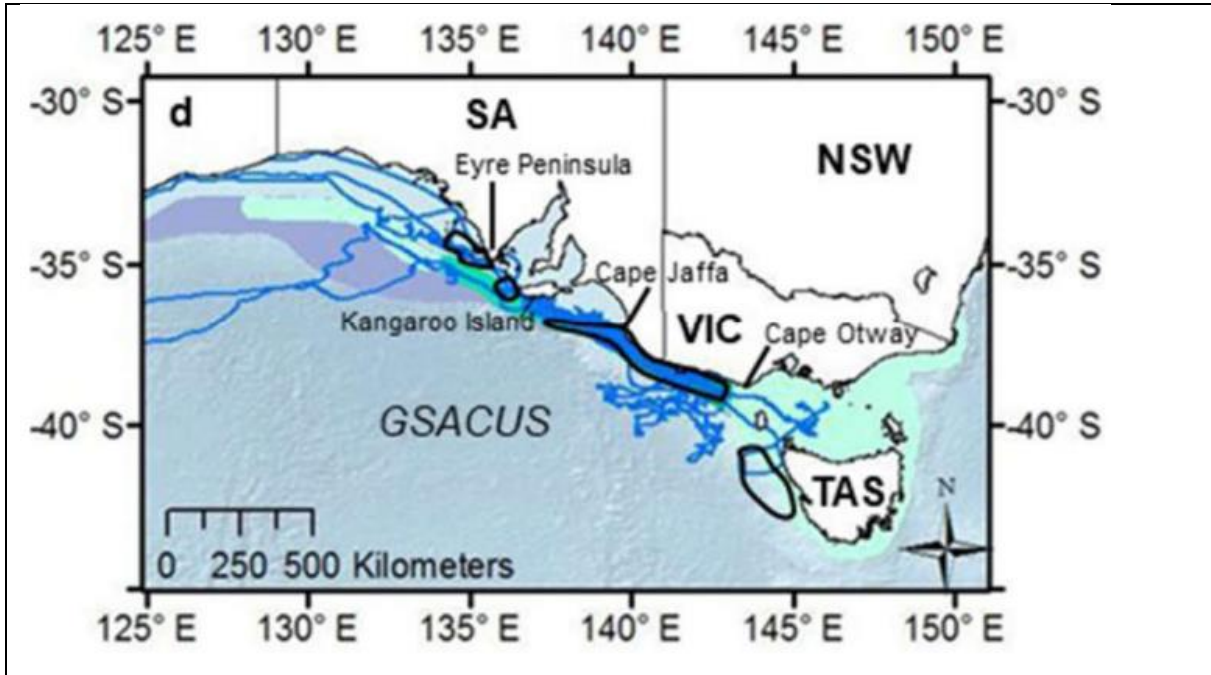 125° E 130° E 135° E 140° E 145° E 150° E
-30° S -30° S
d
SA
Eyre Peninsula
NSW
-35° S -35° S
Cape Jaffa
Kangaroo Island
VIC
Cape Otway
-40° S -40° S
GSACUS
TAS
N
0 250 500 Kilometers
125° E 130° E 135° E 140° E 145° E 150° E